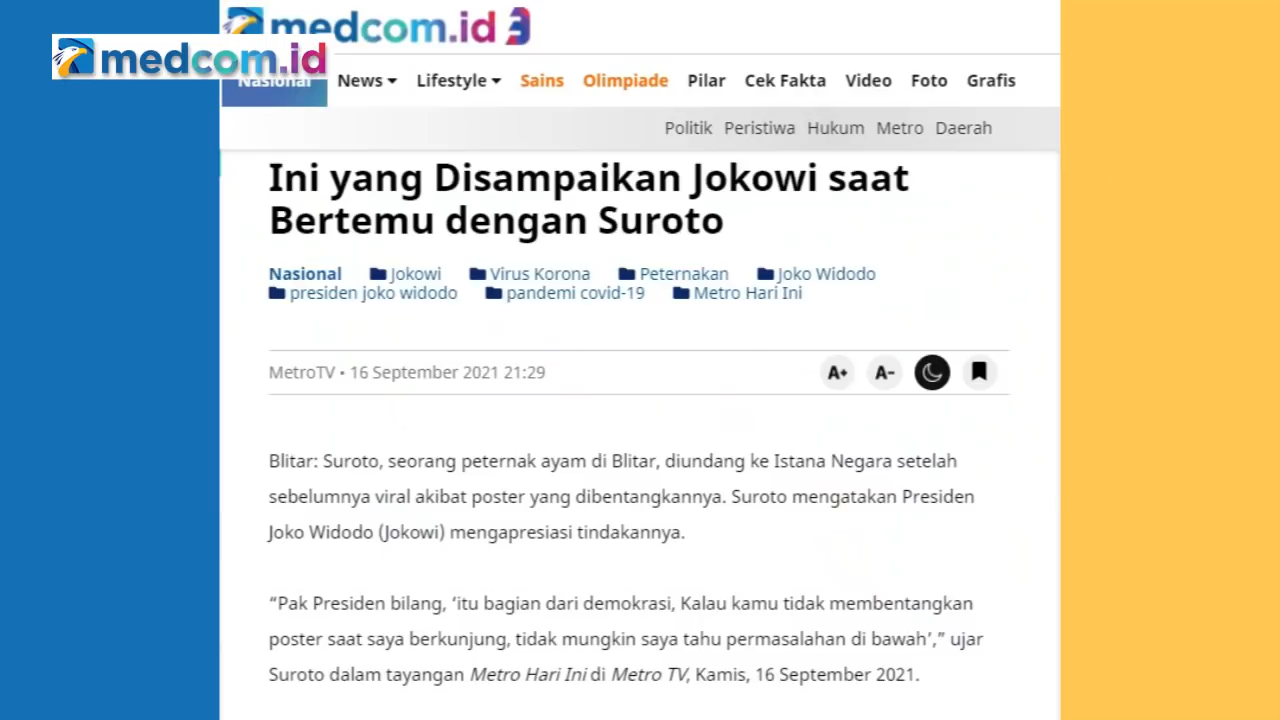 medcom.id 3
medcom.id
Nasional News Lifestyle Sains Olimpiade Pilar Cek Fakta Video Foto Grafis
Politik Peristiwa Hukum Metro Daerah
Ini yang Disampaikan Jokowi saat
Bertemu dengan Suroto
Nasional Jokowi Virus Korona Peternakan Joko Widodo
presiden joko widodo pandemi covid-19 Metro Hari Ini
MetroTV • 16 September 2021 21:29 A+ A-
Blitar: Suroto, seorang peternak ayam di Blitar, diundang ke Istana Negara setelah
sebelumnya viral akibat poster yang dibentangkannya. Suroto mengatakan Presiden
Joko Widodo (Jokowi) mengapresiasi tindakannya.
“Pak Presiden bilang, ‘itu bagian dari demokrasi, Kalau kamu tidak membentangkan
poster saat saya berkunjung, tidak mungkin saya tahu permasalahan di bawah’,” ujar
Suroto dalam tayangan Metro Hari Ini di Metro TV, Kamis, 16 September 2021.